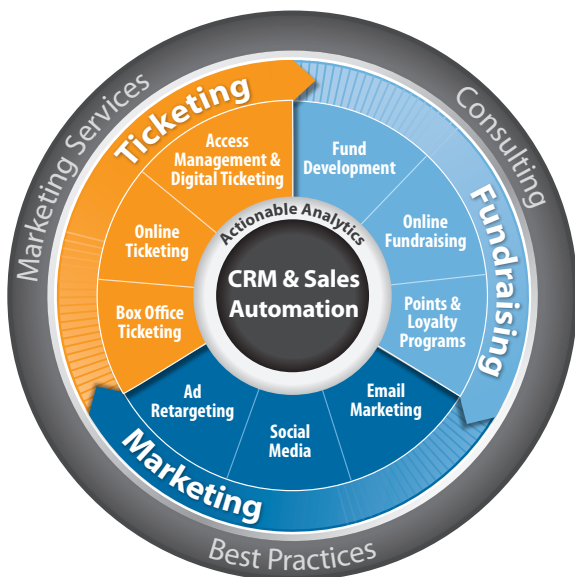 Marketing Services
Consulting
Best Practices
Ticketing
Fundraising
Marketing
Access
Management &
Digital Ticketing
Online
Ticketing
Box Office
Ticketing
Fund
Development
Online
Fundraising
Points &
Loyalty
Programs
Email
Marketing
Social
Media
Ad
Retargeting
Actionable Analytics
CRM & Sales
Automation